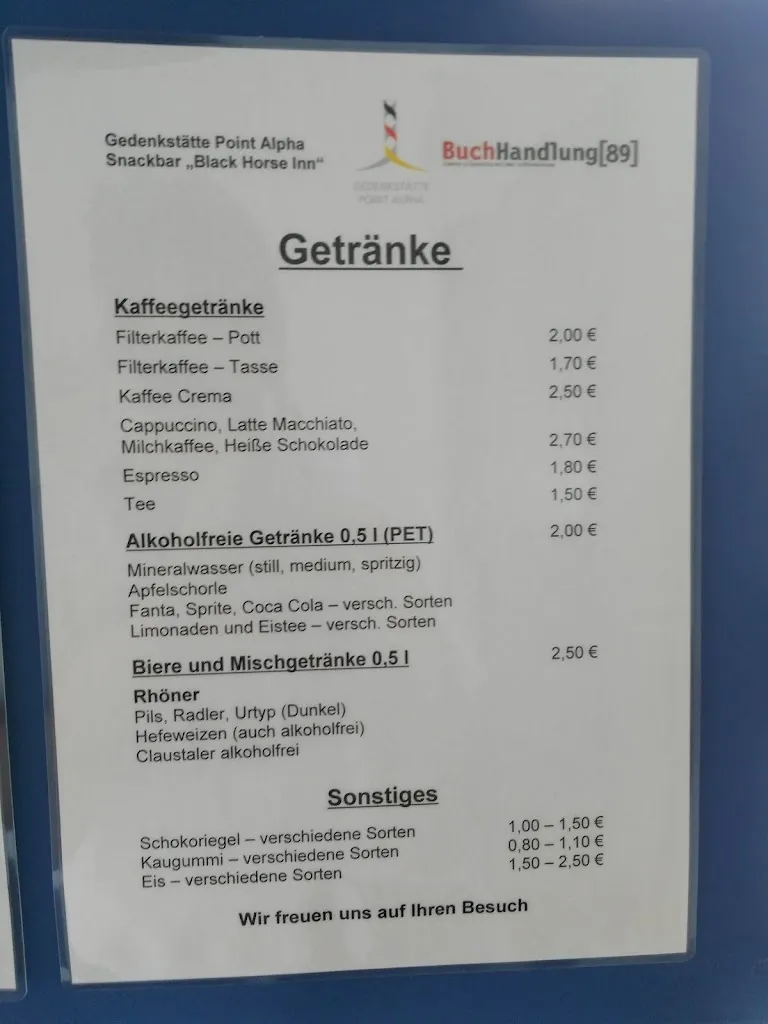 Gedenkstätte Point Alpha
Snackbar „Black Horse Inn“
GEDENKSTÄTTE
POINT ALPHA
BuchHandlung[89]
Getränke
Kaffeegetränke
Filterkaffee – Pott 2,00 €
Filterkaffee – Tasse 1,70 €
Kaffee Crema 2,50 €
Cappuccino, Latte Macchiato,
Milchkaffee, Heiße Schokolade 2,70 €
Espresso 1,80 €
Tee 1,50 €
Alkoholfreie Getränke 0,5 l (PET) 2,00 €
Mineralwasser (still, medium, spritzig)
Apfelschorle
Fanta, Sprite, Coca Cola – versch. Sorten
Limonaden und Eistee – versch. Sorten
Biere und Mischgetränke 0,5 l 2,50 €
Rhöner
Pils, Radler, Urtyp (Dunkel)
Hefeweizen (auch alkoholfrei)
Claustaler alkoholfrei
Sonstiges
Schokoriegel – verschiedene Sorten 1,00 – 1,50 €
Kaugummi – verschiedene Sorten 0,80 – 1,10 €
Eis – verschiedene Sorten 1,50 – 2,50 €
Wir freuen uns auf Ihren Besuch